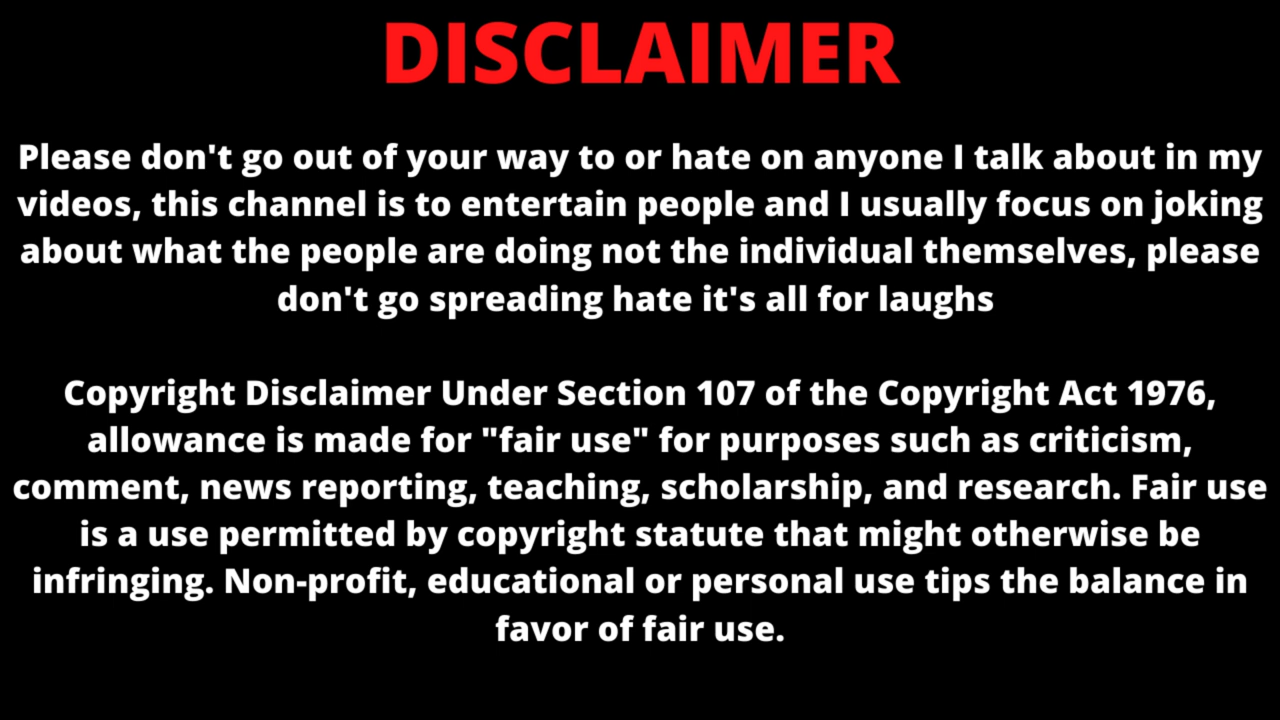 DISCLAIMER
Please don't go out of your way to or hate on anyone I talk about in my
videos, this channel is to entertain people and I usually focus on joking
about what the people are doing not the individual themselves, please
don't go spreading hate it's all for laughs
Copyright Disclaimer Under Section 107 of the Copyright Act 1976,
allowance is made for "fair use" for purposes such as criticism,
comment, news reporting, teaching, scholarship, and research. Fair use
is a use permitted by copyright statute that might otherwise be
infringing. Non-profit, educational or personal use tips the balance in
favor of fair use.